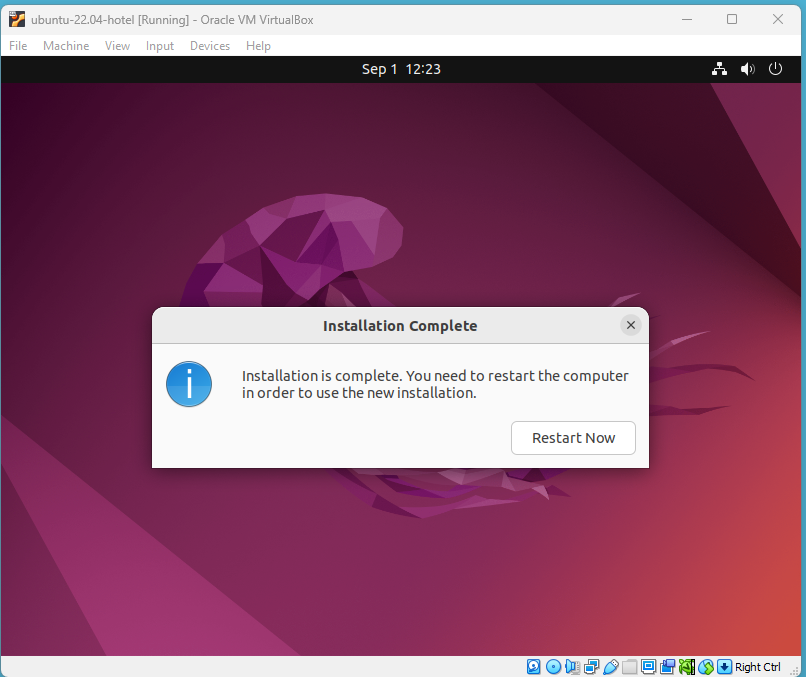 ubuntu-22.04-hotel [Running] - Oracle VM VirtualBox
File Machine View Input Devices Help
Sep 1 12:23
Installation Complete
Installation is complete. You need to restart the computer
in order to use the new installation.
Restart Now
Right Ctrl